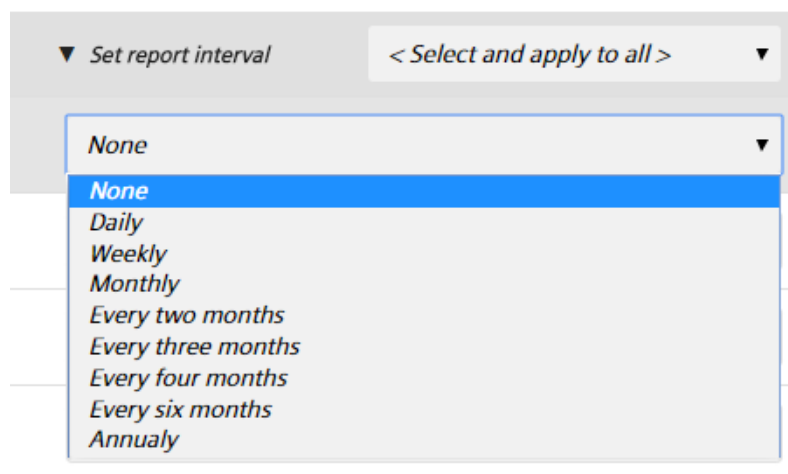 ▼ Set report interval < Select and apply to all > ▼
None ▼
None
Daily
Weekly
Monthly
Every two months
Every three months
Every four months
Every six months
Annualy